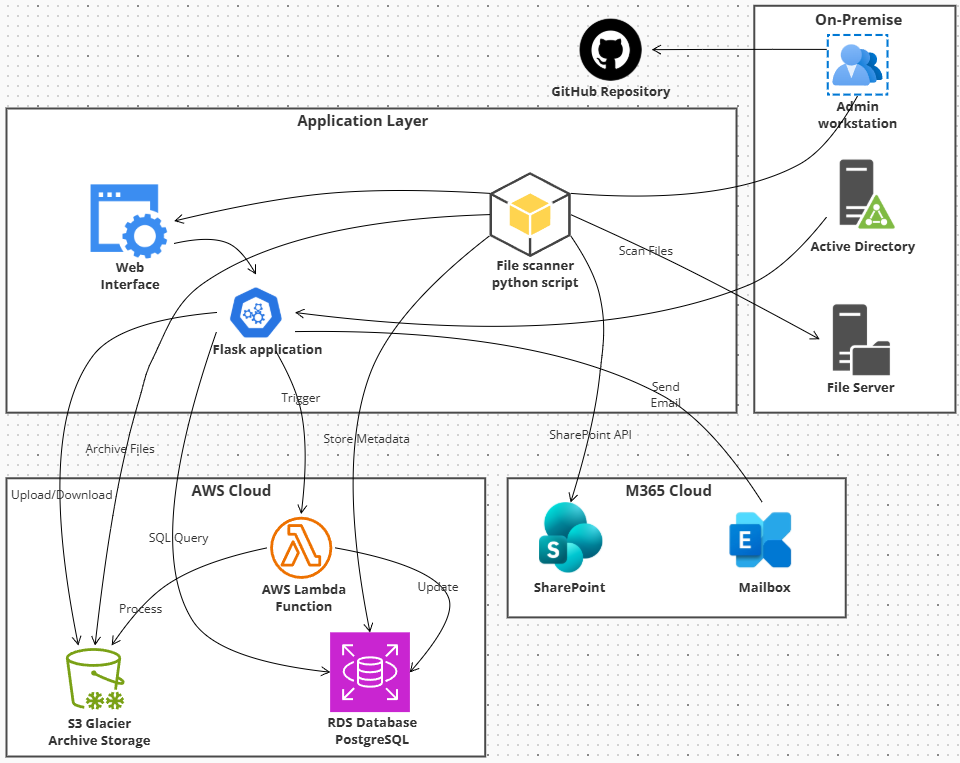 On-Premise
GitHub Repository
Admin
workstation
Application Layer
Active Directory
Scan Files
Web
Interface
File scanner
python script
Flask application
File Server
Trigger
Send
Email
Archive Files
Store Metadata
SharePoint API
Upload/Download
AWS Cloud
M365 Cloud
SQL Query
S
E
AWS Lambda
Function
Update
SharePoint
Mailbox
Process
S3 Glacier
Archive Storage
RDS Database
PostgreSQL